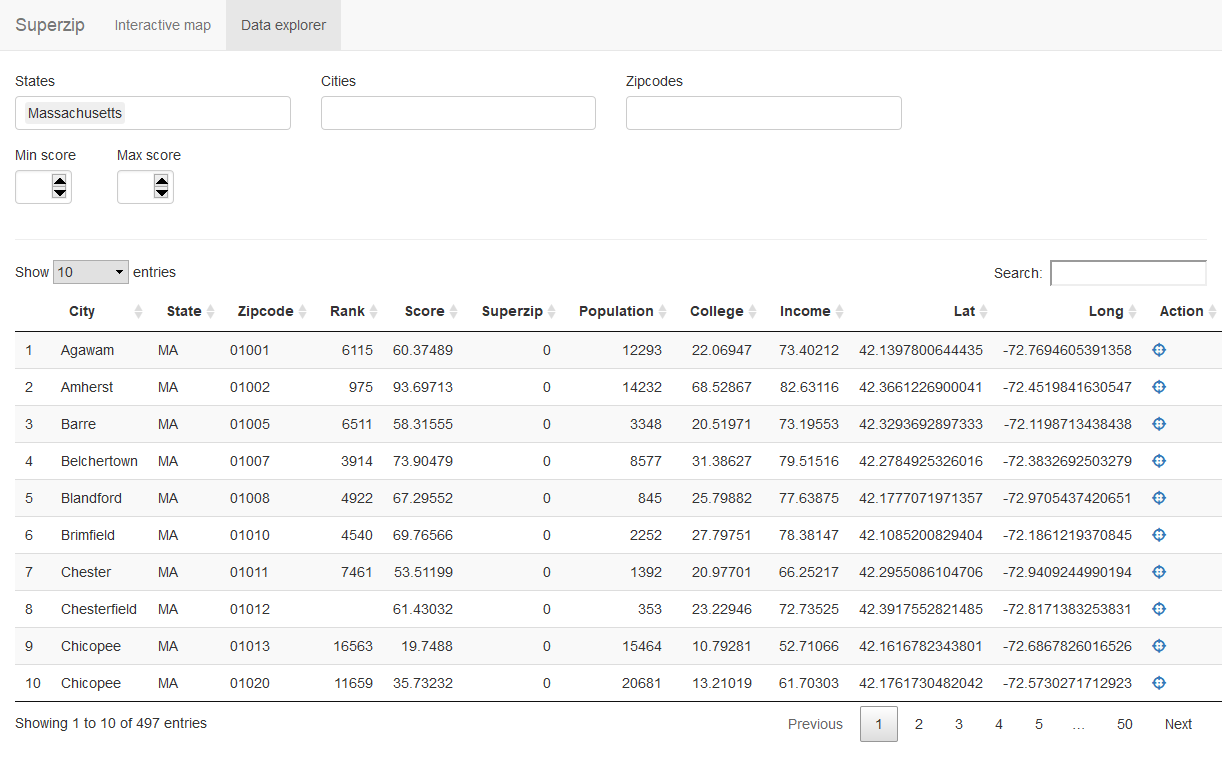 Superzip Interactive map Data explorer
States Cities Zipcodes
Massachusetts
Min score Max score
Show 10 entries Search:
City State Zipcode Rank Score Superzip Population College Income Lat Long Action
1 Agawam MA 01001 6115 60.37489 0 12293 22.06947 73.40212 42.1397800644435 -72.7694605391358
2 Amherst MA 01002 975 93.69713 0 14232 68.52867 82.63116 42.3661226900041 -72.4519841630547
3 Barre MA 01005 6511 58.31555 0 3348 20.51971 73.19553 42.3293692897333 -72.1198713438438
4 Belchertown MA 01007 3914 73.90479 0 8577 31.38627 79.51516 42.2784925326016 -72.3832692503279
5 Blandford MA 01008 4922 67.29552 0 845 25.79882 77.63875 42.1777071971357 -72.9705437420651
6 Brimfield MA 01010 4540 69.76566 0 2252 27.79751 78.38147 42.1085200829404 -72.1861219370845
7 Chester MA 01011 7461 53.51199 0 1392 20.97701 66.25217 42.2955086104706 -72.9409244990194
8 Chesterfield MA 01012 61.43032 0 353 23.22946 72.73525 42.3917552821485 -72.8171383253831
9 Chicopee MA 01013 16563 19.7488 0 15464 10.79281 52.71066 42.1616782343801 -72.6867826016526
10 Chicopee MA 01020 11659 35.73232 0 20681 13.21019 61.70303 42.1761730482042 -72.5730271712923
Showing 1 to 10 of 497 entries Previous 1 2 3 4 5 … 50 Next